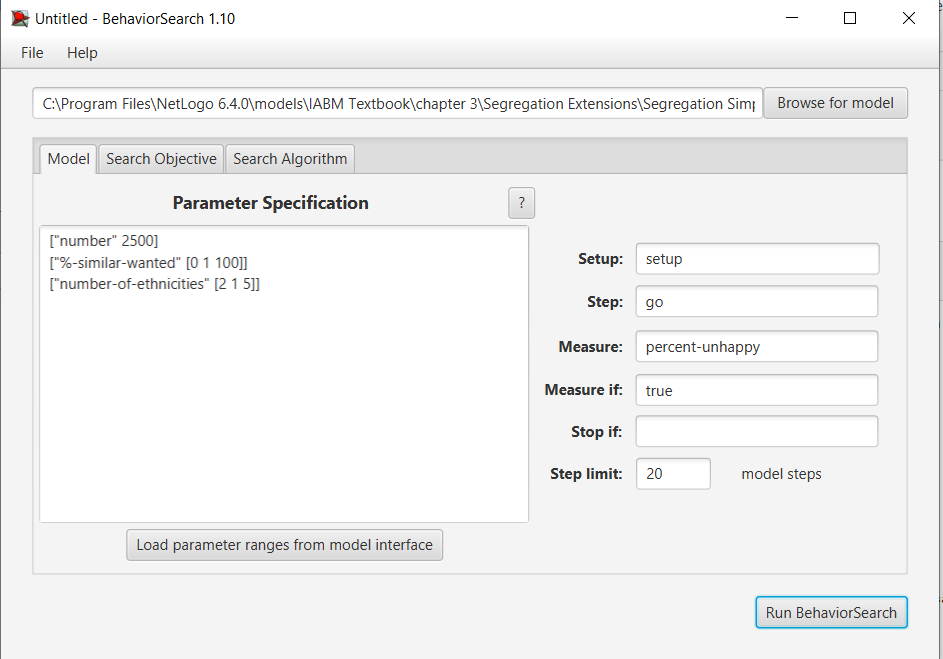 Untitled - BehaviorSearch 1.10
File Help
C:\Program Files\NetLogo 6.4.0\models\IABM Textbook\chapter 3\Segregation Extensions\Segregation Simp
Browse for model
Model Search Objective Search Algorithm
Parameter Specification
?
["number" 2500]
["%-similar-wanted" [0 1 100]]
["number-of-ethnicities" [2 1 5]]
Load parameter ranges from model interface
Setup: setup
Step: go
Measure: percent-unhappy
Measure if: true
Stop if:
Step limit: 20 model steps
Run BehaviorSearch